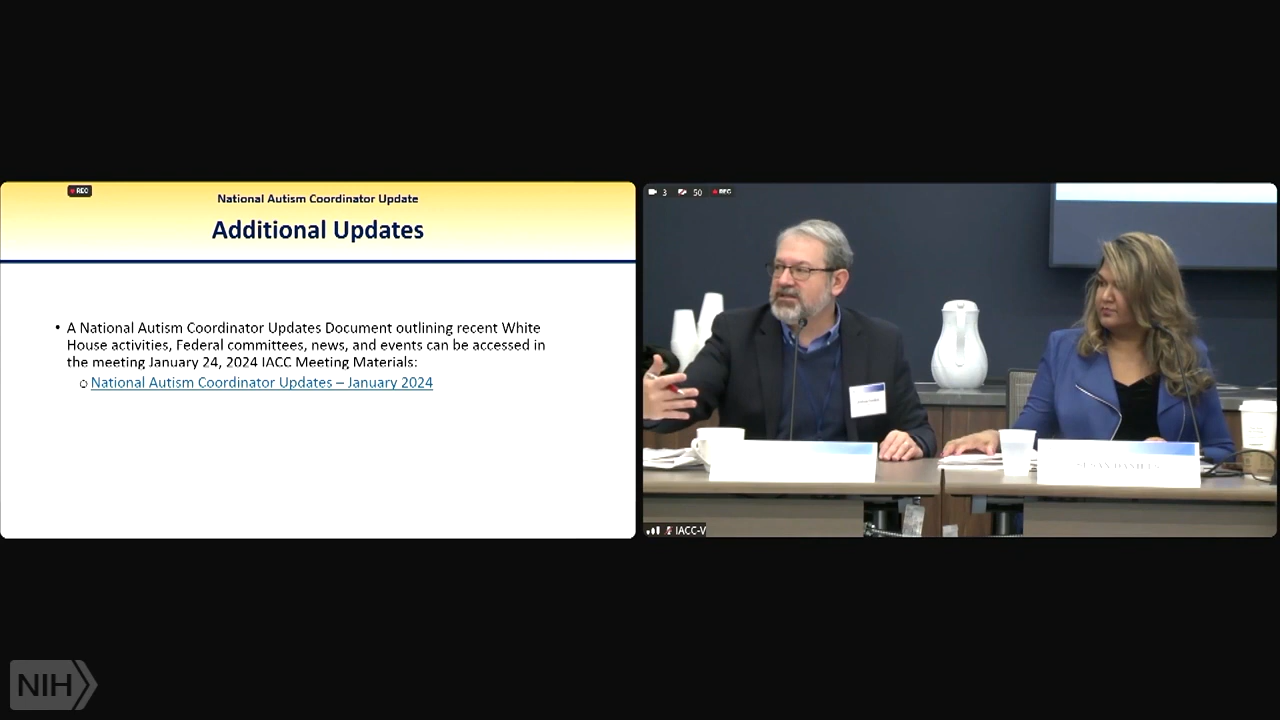 REC
National Autism Coordinator Update
Additional Updates
• A National Autism Coordinator Updates Document outlining recent White
House activities, Federal committees, news, and events can be accessed in
the meeting January 24, 2024 IACC Meeting Materials:
National Autism Coordinator Updates – January 2024
3 50 REC
SUSAN DANIELS
IACC-V
NIH